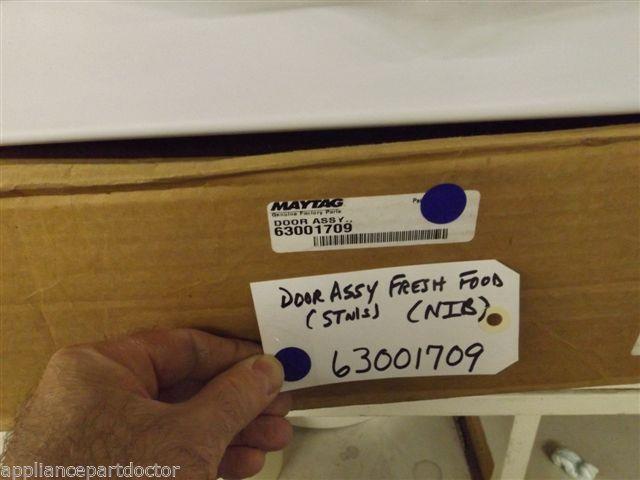 MAYTAG
Genuine Factory Parts
DOOR ASSY..
63001709
DOOR ASSY FRESH FOOD
(STNLS) (NIB)
63001709
appliancepartdoctor